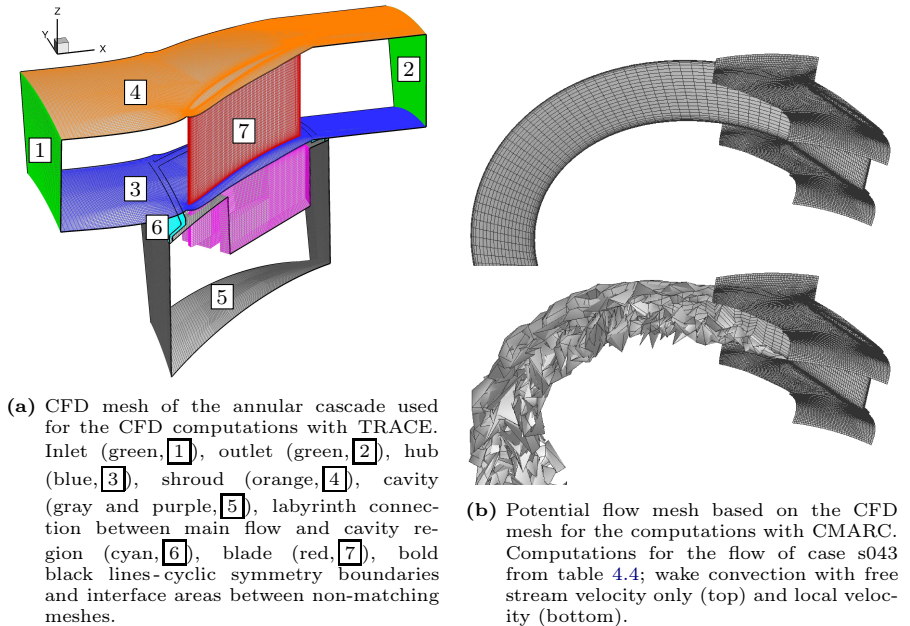 Z
Y
X
1
2
3
4
5
6
7
(a) CFD mesh of the annular cascade used
for the CFD computations with TRACE.
Inlet (green, 1), outlet (green, 2), hub
(blue, 3), shroud (orange, 4), cavity
(gray and purple, 5), labyrinth connec-
tion between main flow and cavity re-
gion (cyan, 6), blade (red, 7), bold
black lines - cyclic symmetry boundaries
and interface areas between non-matching
meshes.
(b) Potential flow mesh based on the CFD
mesh for the computations with CMARC.
Computations for the flow of case s043
from table 4.4; wake convection with free
stream velocity only (top) and local veloc-
ity (bottom).